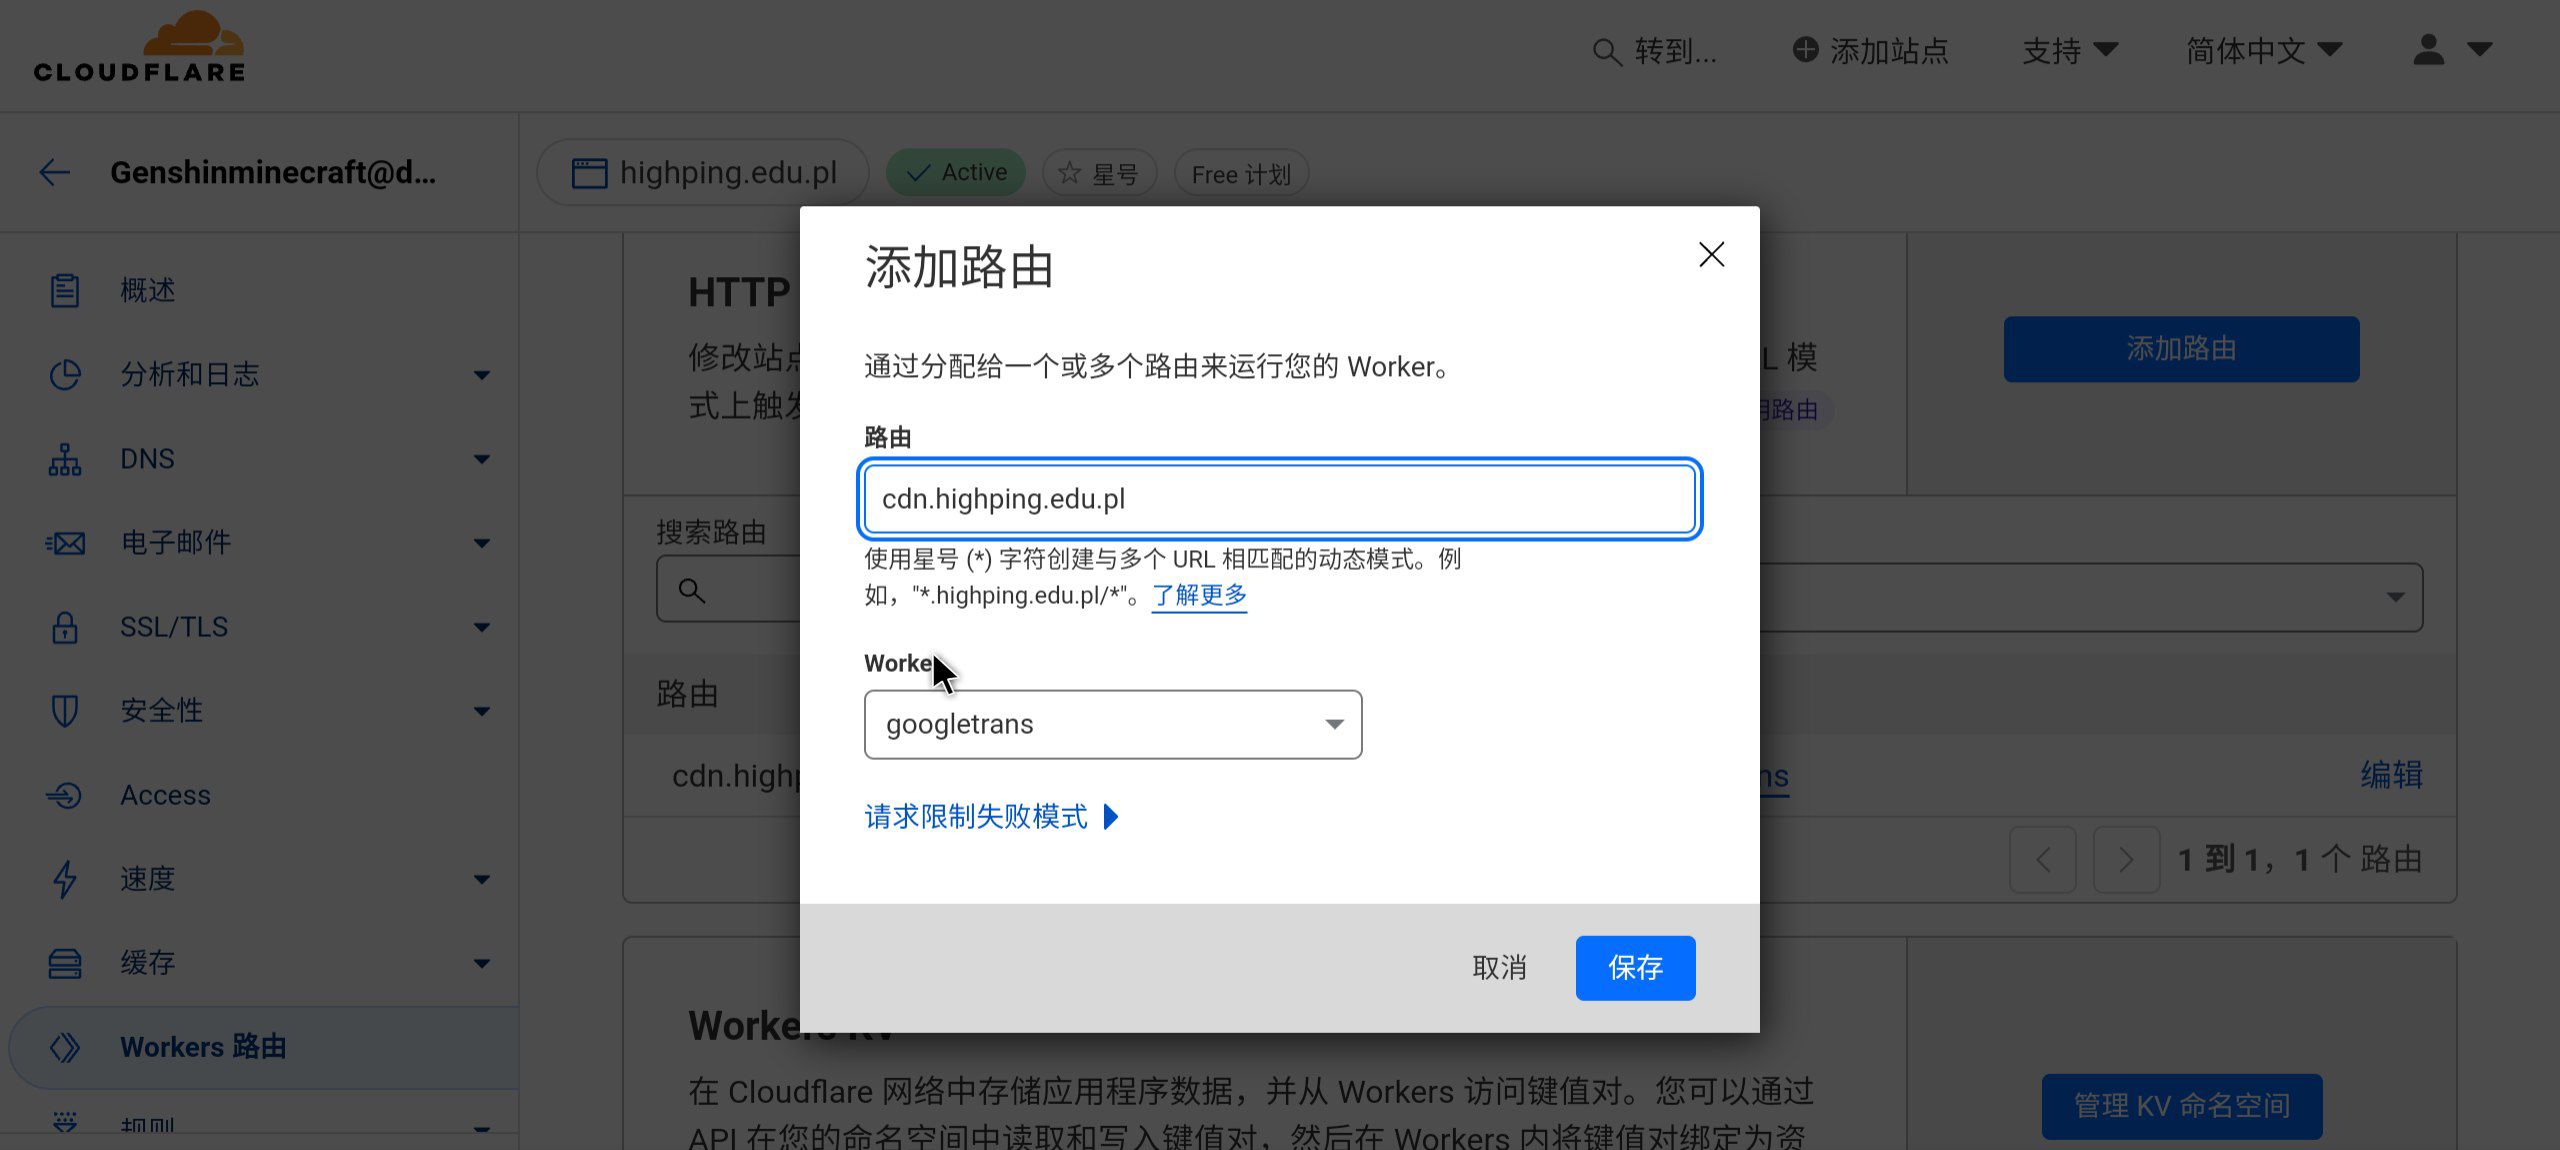 CLOUDFLARE
转到...
添加站点
支持
简体中文
Genshinminecraft@d...
highping.edu.pl
Active
星号
Free 计划
概述
分析和日志
DNS
电子邮件
SSL/TLS
安全性
Access
速度
缓存
Workers 路由
规则
HTTP
修改站点
式上触发
L 模
用路由
添加路由
搜索路由
路由
cdn.highp
ns
编辑
1 到 1，1 个 路由
添加路由
通过分配给一个或多个路由来运行您的 Worker。
路由
cdn.highping.edu.pl
使用星号 (*) 字符创建与多个 URL 相匹配的动态模式。例
如，"*.highping.edu.pl/*"。了解更多
Worke
googletrans
请求限制失败模式
取消
保存
Workers KV
在 Cloudflare 网络中存储应用程序数据，并从 Workers 访问键值对。您可以通过
API 在您的命名空间中读取和写入键值对，然后在 Workers 内将键值对绑定为资
管理 KV 命名空间